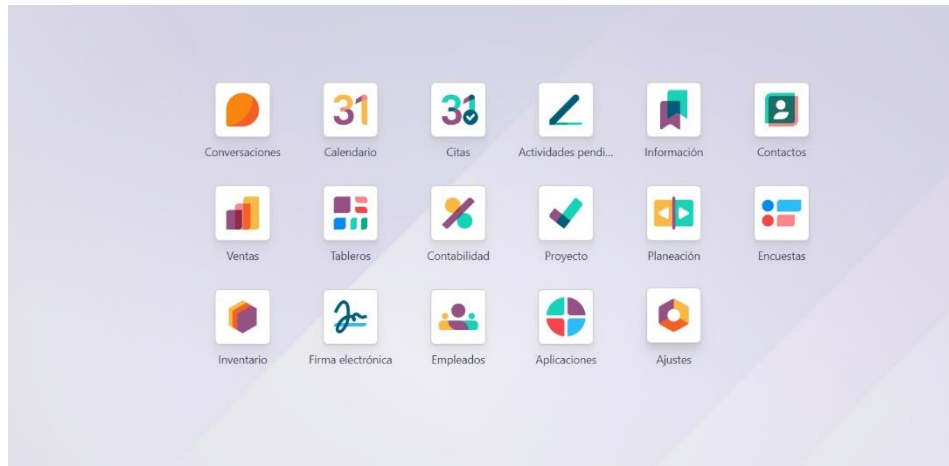 31
31
Conversaciones
Calendario
Citas
Actividades pendi...
Información
Contactos
Ventas
Tableros
Contabilidad
Proyecto
Planeación
Encuestas
Inventario
Firma electrónica
Empleados
Aplicaciones
Ajustes